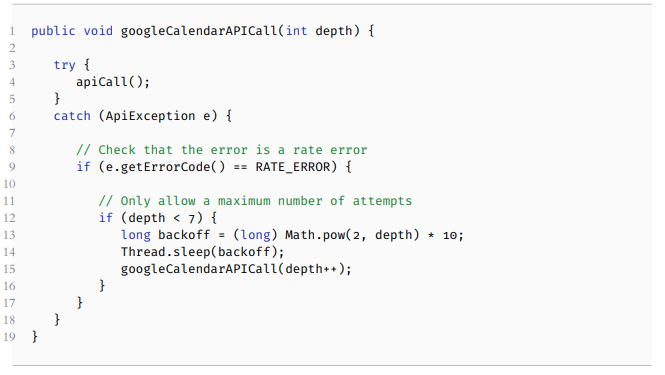 1 public void googleCalendarAPICall(int depth) {
2
3 try {
4 apiCall();
5 }
6 catch (ApiException e) {
7
8 // Check that the error is a rate error
9 if (e.getErrorCode() == RATE_ERROR) {
10
11 // Only allow a maximum number of attempts
12 if (depth < 7) {
13 long backoff = (long) Math.pow(2, depth) * 10;
14 Thread.sleep(backoff);
15 googleCalendarAPICall(depth++);
16 }
17 }
18 }
19 }